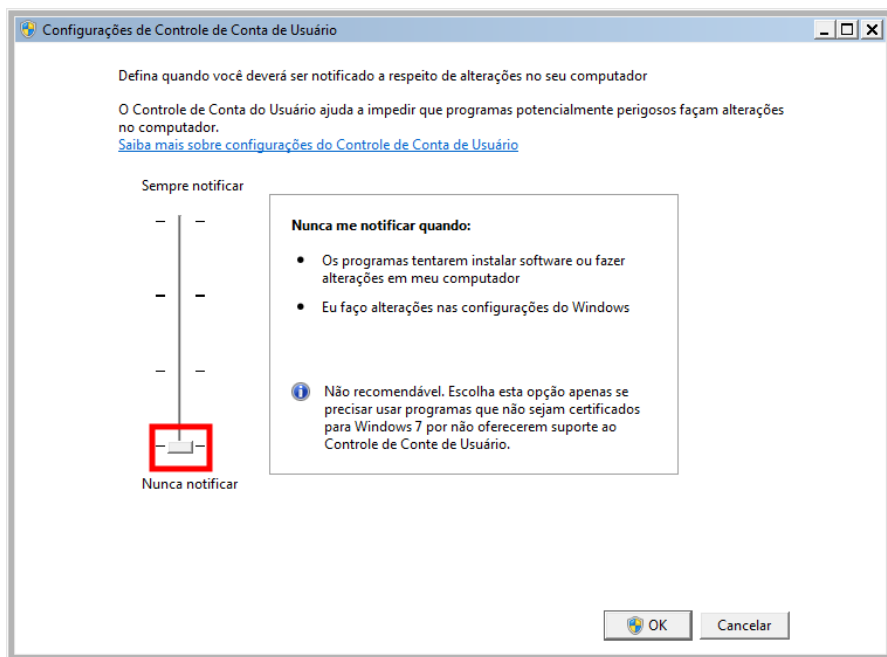 Configurações de Controle de Conta de Usuário
Defina quando você deverá ser notificado a respeito de alterações no seu computador
O Controle de Conta do Usuário ajuda a impedir que programas potencialmente perigosos façam alterações
no computador.
Saiba mais sobre configurações do Controle de Conta de Usuário
Sempre notificar
Nunca me notificar quando:
• Os programas tentarem instalar software ou fazer
alterações em meu computador
• Eu faço alterações nas configurações do Windows
Não recomendável. Escolha esta opção apenas se
precisar usar programas que não sejam certificados
para Windows 7 por não oferecerem suporte ao
Controle de Conte de Usuário.
Nunca notificar
OK
Cancelar